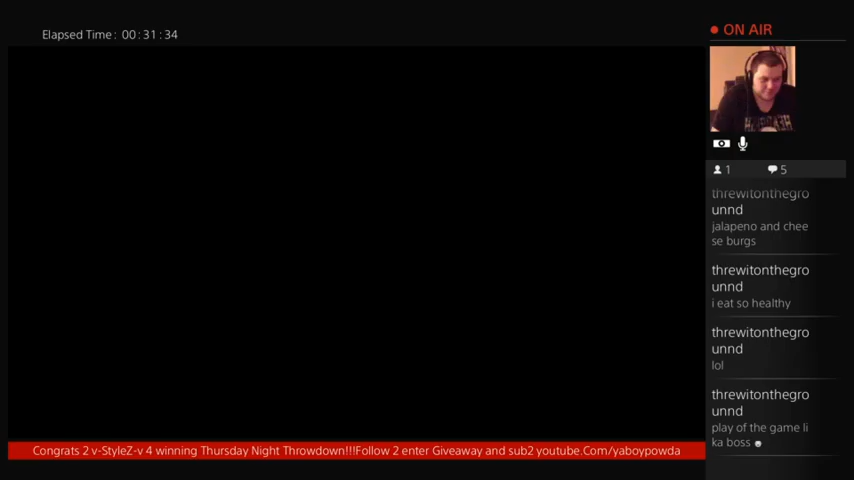 Elapsed Time: 00:31:34
ON AIR
1
5
threwitonthegro
unnd
jalapeno and chee
se burgs
threwitonthegro
unnd
i eat so healthy
threwitonthegro
unnd
lol
threwitonthegro
unnd
play of the game li
ka boss
Congrats 2 v-StyleZ-v 4 winning Thursday Night Throwdown!!!Follow 2 enter Giveaway and sub2 youtube.Com/yaboypowda